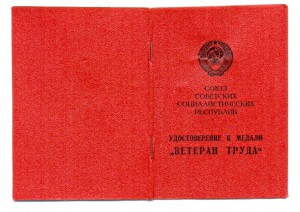 СОЮЗ
СОВЕТСКИХ
СОЦИАЛИСТИЧЕСКИХ
РЕСПУБЛИК
УДОСТОВЕРЕНИЕ К МЕДАЛИ
„ВЕТЕРАН ТРУДА“